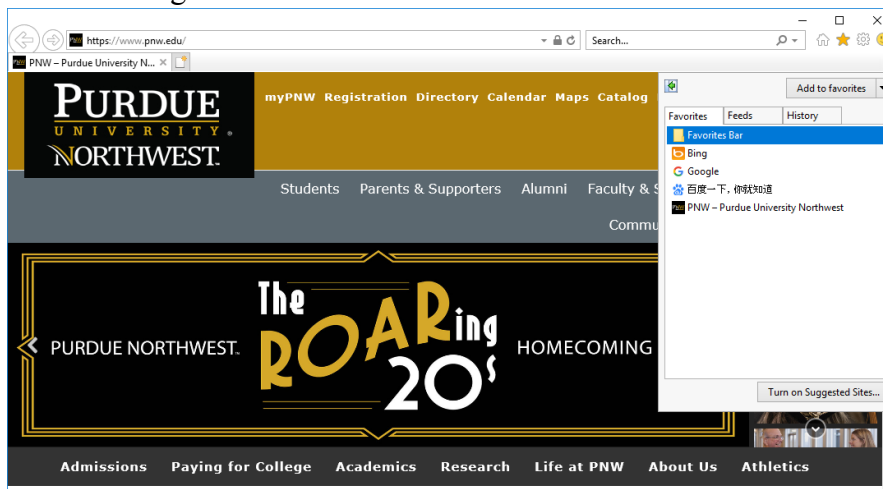 https://www.pnw.edu/
Search...
PNW – Purdue University N...
Add to favorites
Favorites Feeds History
Favorites Bar
Bing
Google
百度一下，你就知道
PNW – Purdue University Northwest
Turn on Suggested Sites...
PURDUE
UNIVERSITY
NORTHWEST
myPNW Registration Directory Calendar Maps Catalog
Students Parents & Supporters Alumni Faculty &
The
ROARing
20s
PURDUE NORTHWEST
HOMECOMING
Admissions Paying for College Academics Research Life at PNW About Us Athletics